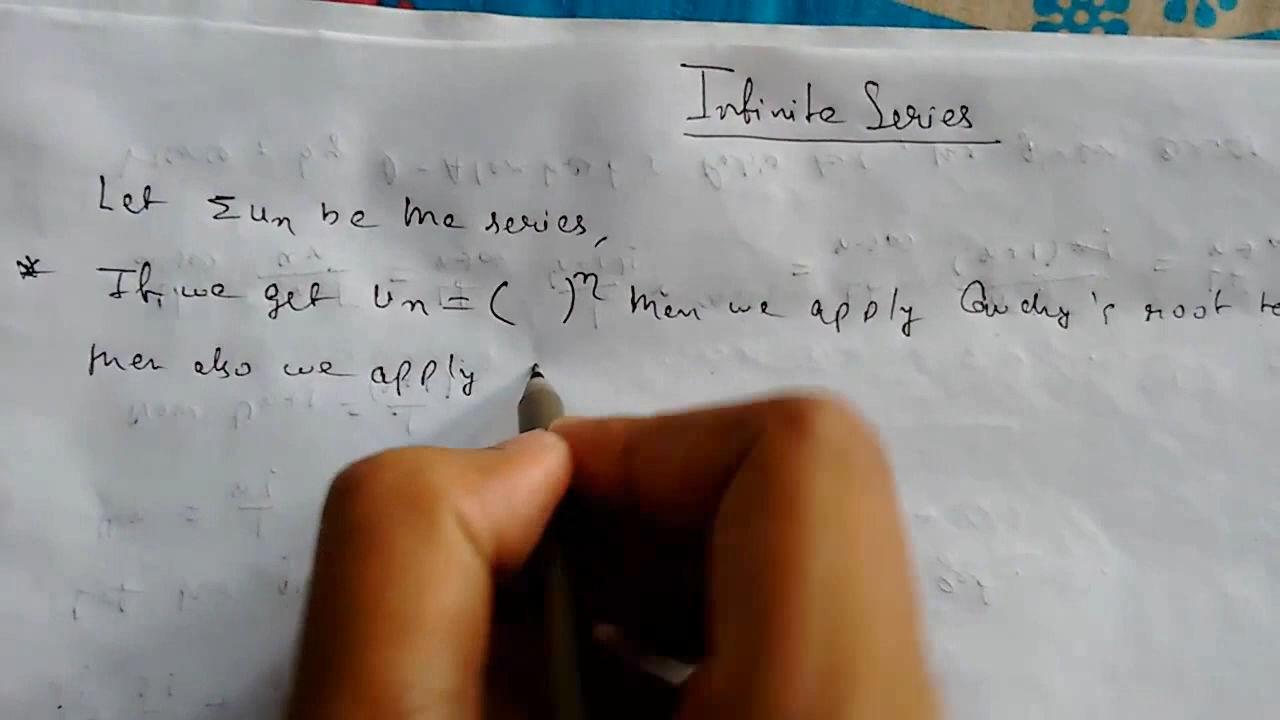 Infinite Series
Let Σun be the series,
* If, we get Un = ( )^n then we apply Cauchy's root te
then also we apply